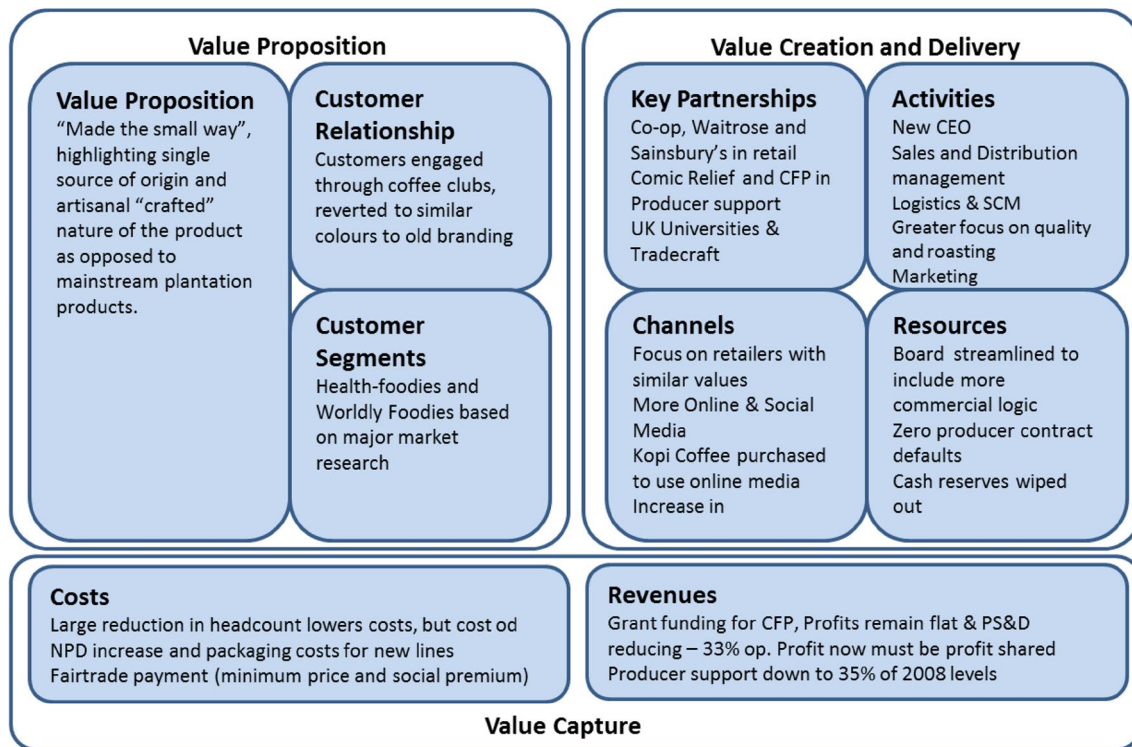 Value Proposition
Value Proposition
"Made the small way",
highlighting single
source of origin and
artisanal "crafted"
nature of the product
as opposed to
mainstream plantation
products.
Customer
Relationship
Customers engaged
through coffee clubs,
reverted to similar
colours to old branding
Customer
Segments
Health-foodies and
Worldly Foodies based
on major market
research
Value Creation and Delivery
Key Partnerships
Co-op, Waitrose and
Sainsbury's in retail
Comic Relief and CFP in
Producer support
UK Universities &
Tradecraft
Activities
New CEO
Sales and Distribution
management
Logistics & SCM
Greater focus on quality
and roasting
Marketing
Channels
Focus on retailers with
similar values
More Online & Social
Media
Kopi Coffee purchased
to use online media
Increase in
Resources
Board streamlined to
include more
commercial logic
Zero producer contract
defaults
Cash reserves wiped
out
Costs
Large reduction in headcount lowers costs, but cost od
NPD increase and packaging costs for new lines
Fairtrade payment (minimum price and social premium)
Revenues
Grant funding for CFP, Profits remain flat & PS&D
reducing – 33% op. Profit now must be profit shared
Producer support down to 35% of 2008 levels
Value Capture